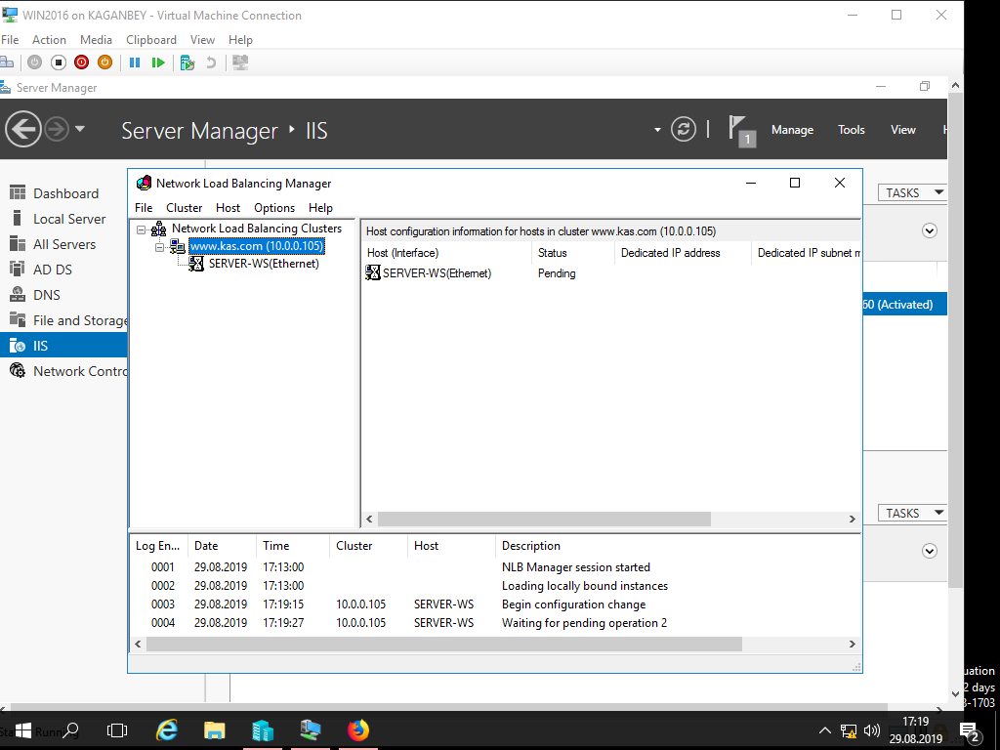 WIN2016 on KAGANBEY - Virtual Machine Connection
File Action Media Clipboard View Help
Server Manager
Server Manager IIS
1 Manage Tools View
Dashboard
Local Server
All Servers
AD DS
DNS
File and Storage
IIS
Network Contro
TASKS
60 (Activated)
TASKS
Network Load Balancing Manager
File Cluster Host Options Help
Network Load Balancing Clusters
www.kas.com (10.0.0.105)
SERVER-WS(Ethernet)
Host configuration information for hosts in cluster www.kas.com (10.0.0.105)
Host (Interface) Status Dedicated IP address Dedicated IP subnet m
SERVER-WS(Ethernet) Pending
Log En... Date Time Cluster Host Description
0001 29.08.2019 17:13:00 NLB Manager session started
0002 29.08.2019 17:13:00 Loading locally bound instances
0003 29.08.2019 17:19:15 10.0.0.105 SERVER-WS Begin configuration change
0004 29.08.2019 17:19:27 10.0.0.105 SERVER-WS Waiting for pending operation 2
uation
2 days
3-1703
17:19
29.08.2019
2